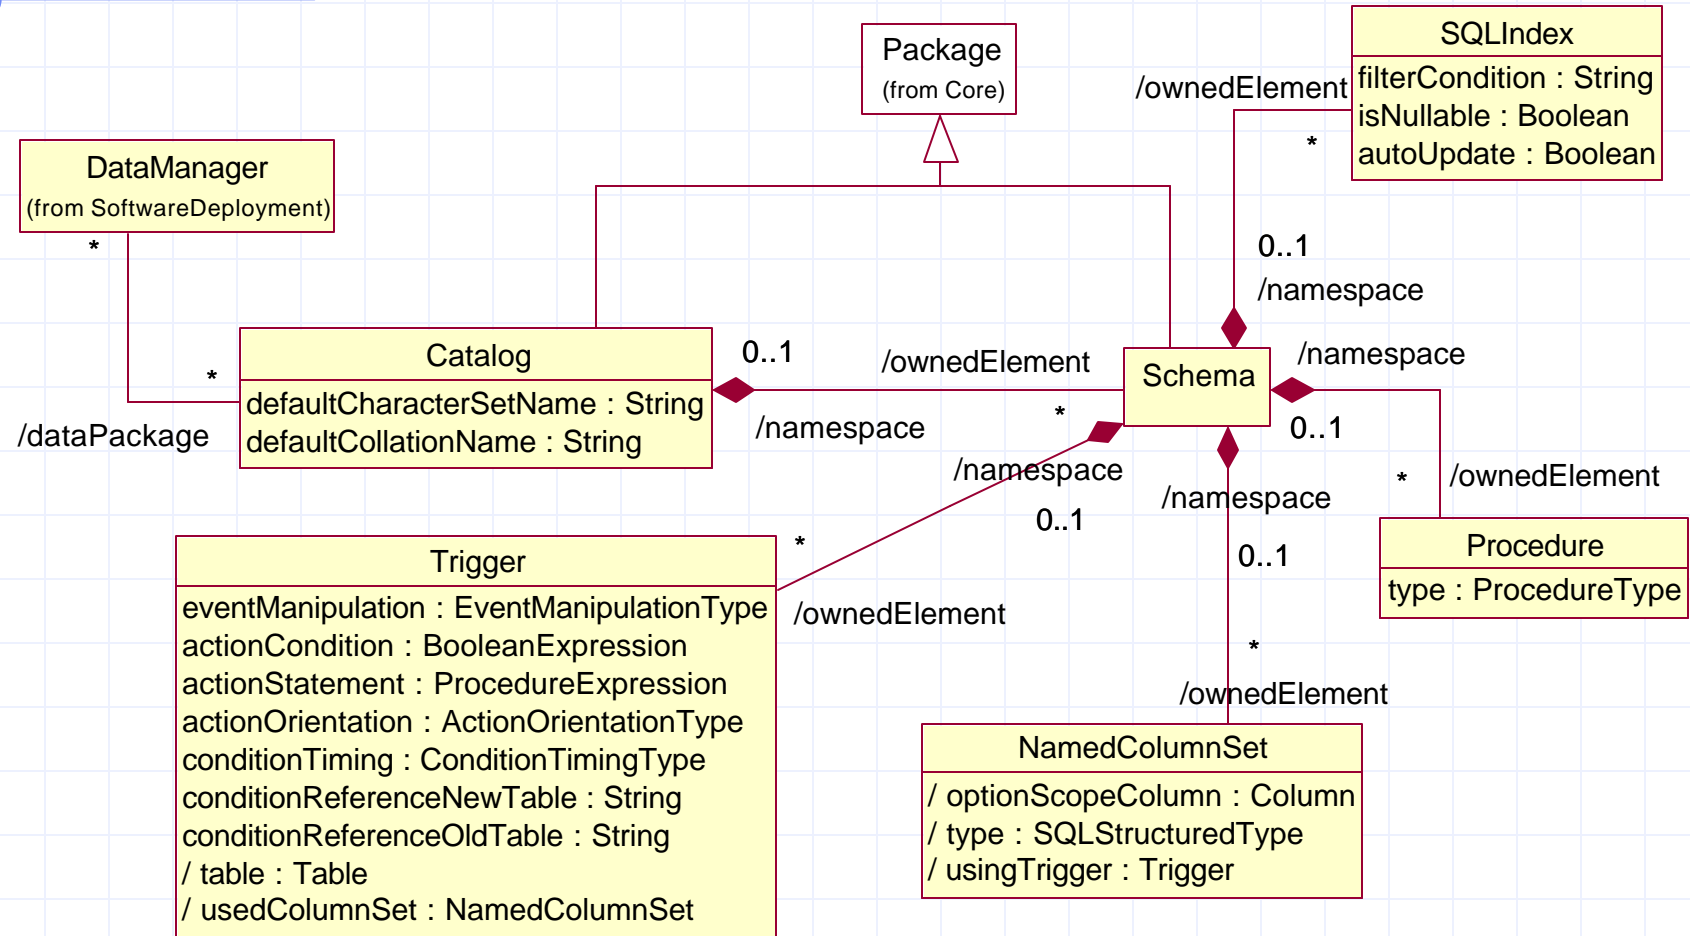 Package
(from Core)
SQLIndex
filterCondition : String
isNullable : Boolean
autoUpdate : Boolean
/ownedElement
*
0..1
/namespace
DataManager
(from SoftwareDeployment)
*
*
/dataPackage
Catalog
defaultCharacterSetName : String
defaultCollationName : String
0..1
/namespace
/ownedElement
*
Schema
/namespace
0..1
*
/ownedElement
Procedure
type : ProcedureType
/namespace
0..1
*
/ownedElement
/namespace
0..1
*
/ownedElement
Trigger
eventManipulation : EventManipulationType
actionCondition : BooleanExpression
actionStatement : ProcedureExpression
actionOrientation : ActionOrientationType
conditionTiming : ConditionTimingType
conditionReferenceNewTable : String
conditionReferenceOldTable : String
/ table : Table
/ usedColumnSet : NamedColumnSet
NamedColumnSet
/ optionScopeColumn : Column
/ type : SQLStructuredType
/ usingTrigger : Trigger